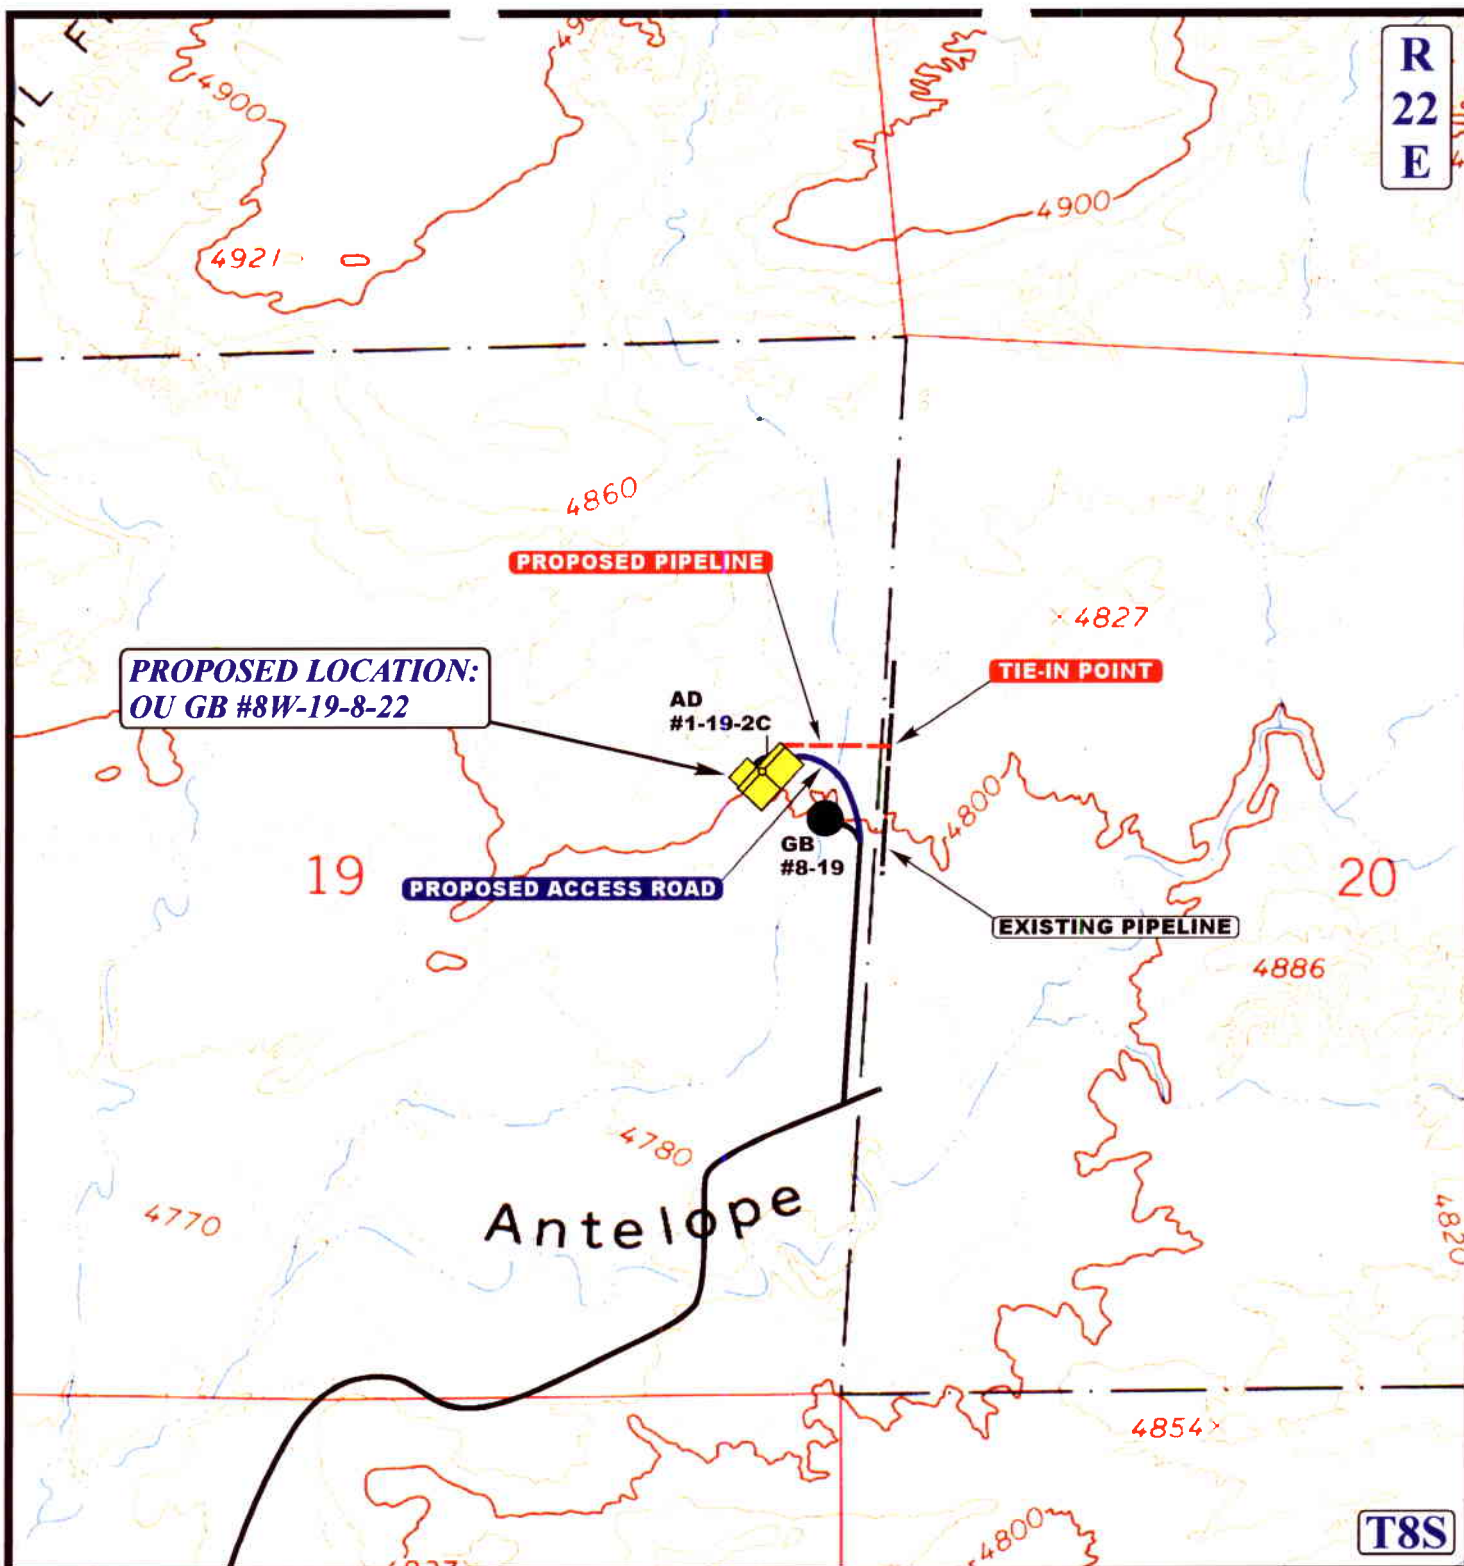 R
22
E
4900
4900
4921
4860
PROPOSED PIPELINE
4827
PROPOSED LOCATION:
OU GB #8W-19-8-22
TIE-IN POINT
AD
#1-19-2C
4800
GB
#8-19
19
PROPOSED ACCESS ROAD
20
EXISTING PIPELINE
4886
4780
Antelope
4770
4820
4854
4800
T8S